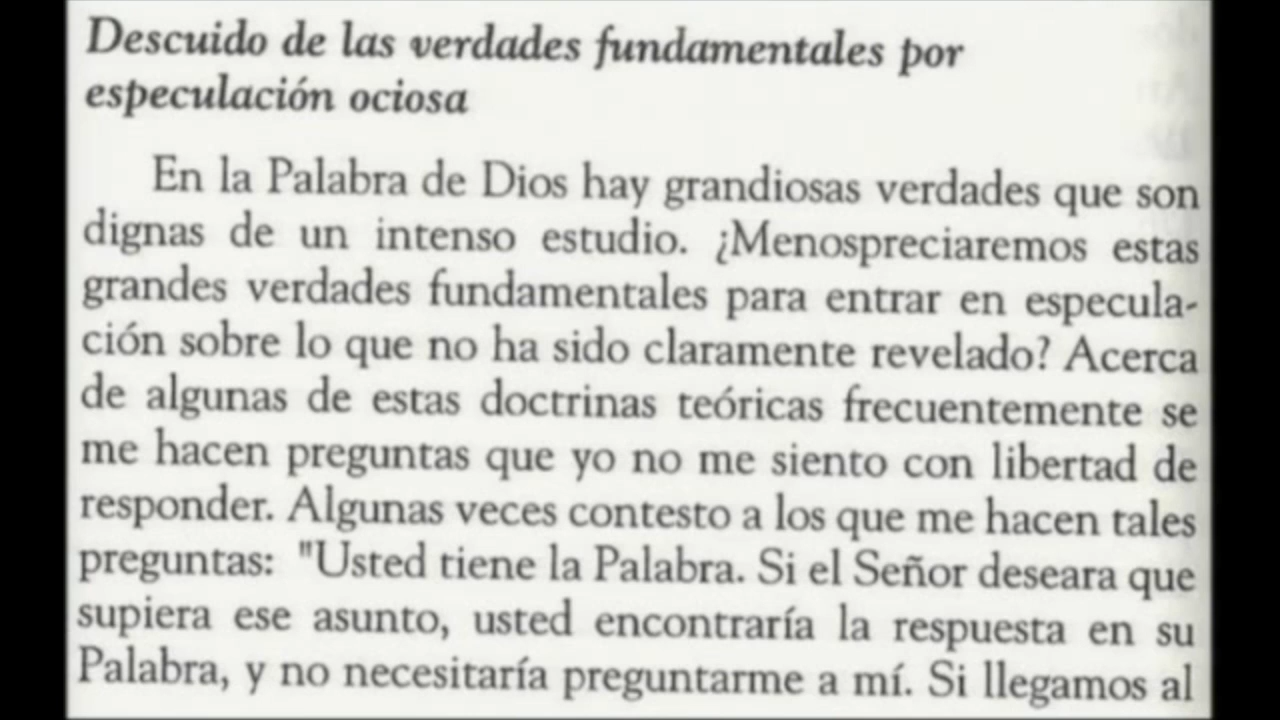 Descuido de las verdades fundamentales por
especulación ociosa
En la Palabra de Dios hay grandiosas verdades que son
dignas de un intenso estudio. ¿Menospreciaremos estas
grandes verdades fundamentales para entrar en especula-
ción sobre lo que no ha sido claramente revelado? Acerca
de algunas de estas doctrinas teóricas frecuentemente se
me hacen preguntas que yo no me siento con libertad de
responder. Algunas veces contesto a los que me hacen tales
preguntas: "Usted tiene la Palabra. Si el Señor deseara que
supiera ese asunto, usted encontraría la respuesta en su
Palabra, y no necesitaría preguntarme a mí. Si llegamos al